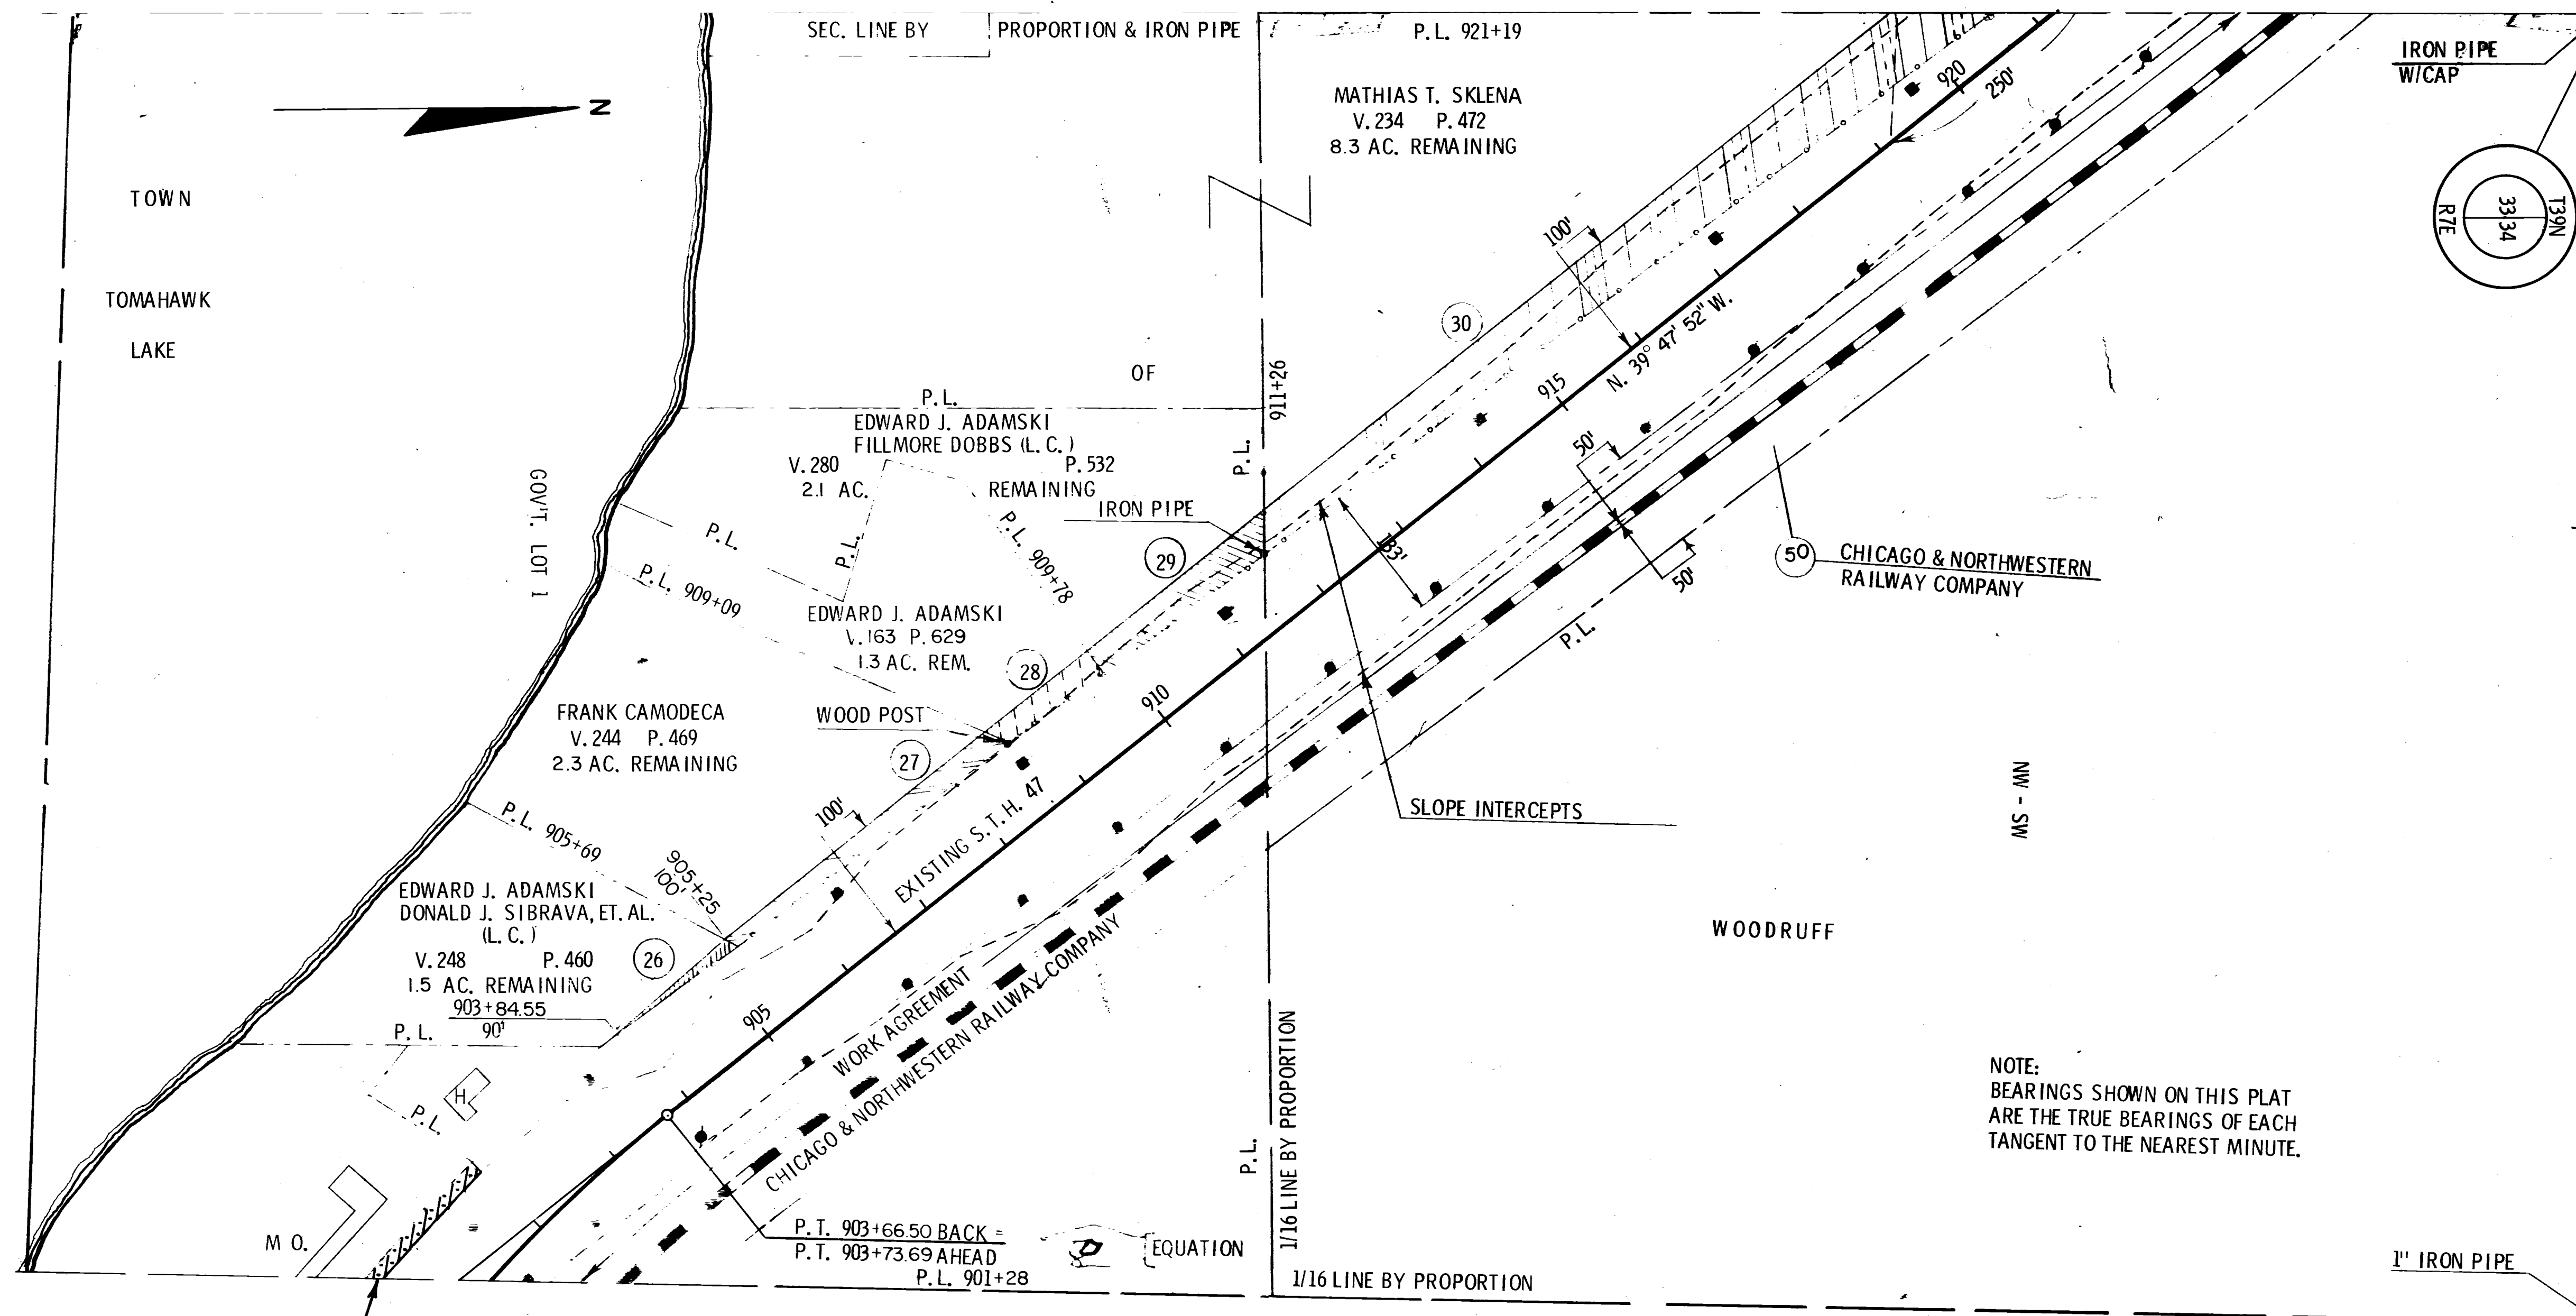 SEC. LINE BY PROPORTION & IRON PIPE
P.L. 921+19
IRON PIPE
W/CAP
T39N
33 34
R7E
N
TOWN
TOMAHAWK
LAKE
MATHIAS T. SKLENA
V. 234 P. 472
8.3 AC. REMAINING
920
250'
100'
30
N. 39° 47' 52" W.
915
OF
911+26
P.L.
P.L.
EDWARD J. ADAMSKI
FILLMORE DOBBS (L.C.)
V. 280 P. 532
2.1 AC. REMAINING
IRON PIPE
P.L. 909+78
P.L.
P.L.
P.L. 909+09
GOV'T. LOT 1
29
183'
50'
50'
50 CHICAGO & NORTHWESTERN
RAILWAY COMPANY
P.L.
EDWARD J. ADAMSKI
V. 163 P. 629
1.3 AC. REM.
28
WOOD POST
910
FRANK CAMODECA
V. 244 P. 469
2.3 AC. REMAINING
27
100'
SLOPE INTERCEPTS
NW - SW
P.L. 905+69
905+25
100'
EXISTING S.T.H. 47
EDWARD J. ADAMSKI
DONALD J. SIBRAVA, ET. AL.
(L.C.)
V. 248 P. 460
1.5 AC. REMAINING
26
903+84.55
90'
P.L.
905
WOODRUFF
WORK AGREEMENT
CHICAGO & NORTHWESTERN RAILWAY COMPANY
H
P.L.
M O.
P.L.
1/16 LINE BY PROPORTION
NOTE:
BEARINGS SHOWN ON THIS PLAT
ARE THE TRUE BEARINGS OF EACH
TANGENT TO THE NEAREST MINUTE.
P.T. 903+66.50 BACK =
P.T. 903+73.69 AHEAD
EQUATION
P.L. 901+28
1/16 LINE BY PROPORTION
1" IRON PIPE